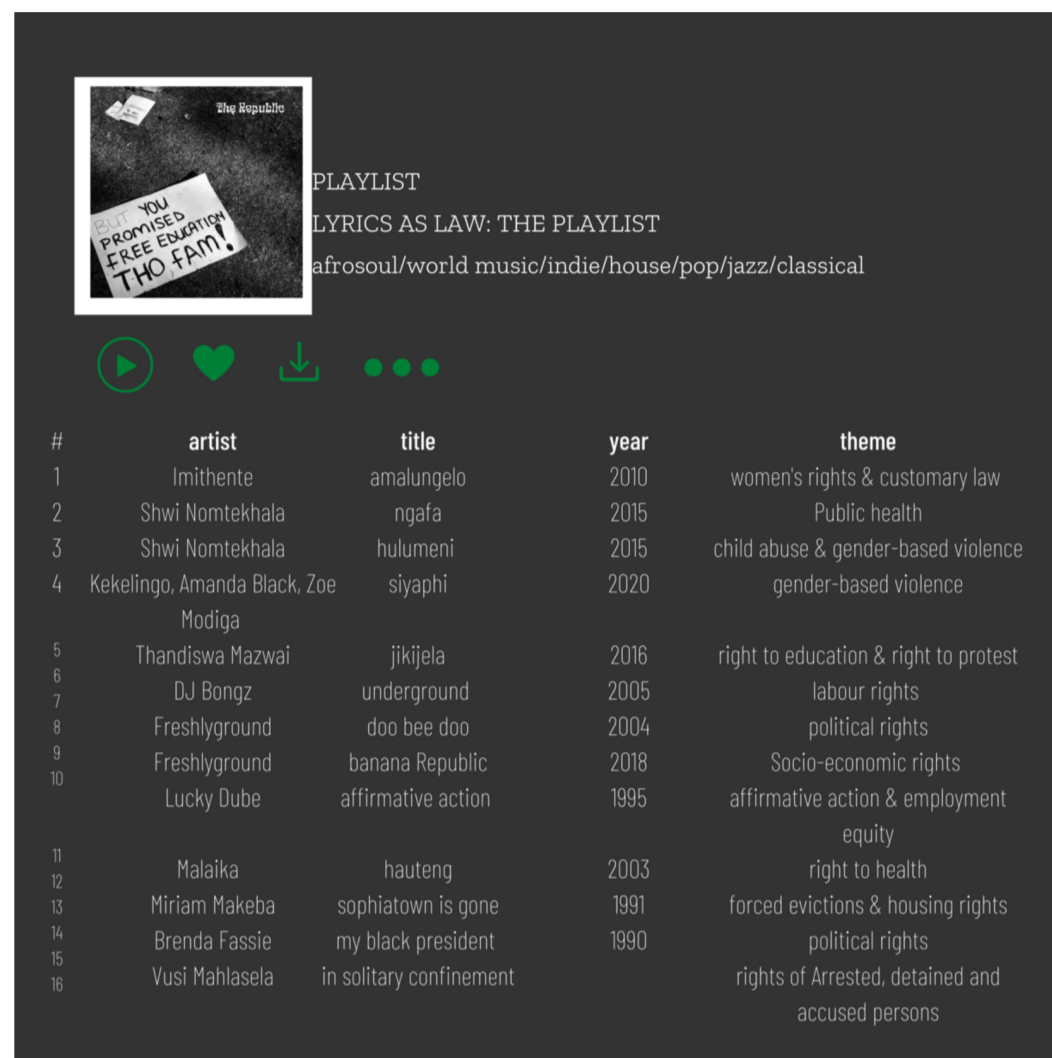 The Republic
BUT YOU
PROMISED
FREE EDUCATION
THO, FAM!
PLAYLIST
LYRICS AS LAW: THE PLAYLIST
afrosoul/world music/indie/house/pop/jazz/classical
# artist title year theme
1 Imithente amalungelo 2010 women's rights & customary law
2 Shwi Nomtekhala ngafa 2015 Public health
3 Shwi Nomtekhala hulumeni 2015 child abuse & gender-based violence
4 Kekelingo, Amanda Black, Zoe siyaphi 2020 gender-based violence
Modiga
5 Thandiswa Mazwai jikijela 2016 right to education & right to protest
6
7 DJ Bongz underground 2005 labour rights
8 Freshlyground doo bee doo 2004 political rights
9 Freshlyground banana Republic 2018 Socio-economic rights
10
Lucky Dube affirmative action 1995 affirmative action & employment
equity
11
12 Malaika hauteng 2003 right to health
13 Miriam Makeba sophiatown is gone 1991 forced evictions & housing rights
14 Brenda Fassie my black president 1990 political rights
15
16 Vusi Mahlasela in solitary confinement rights of Arrested, detained and
accused persons